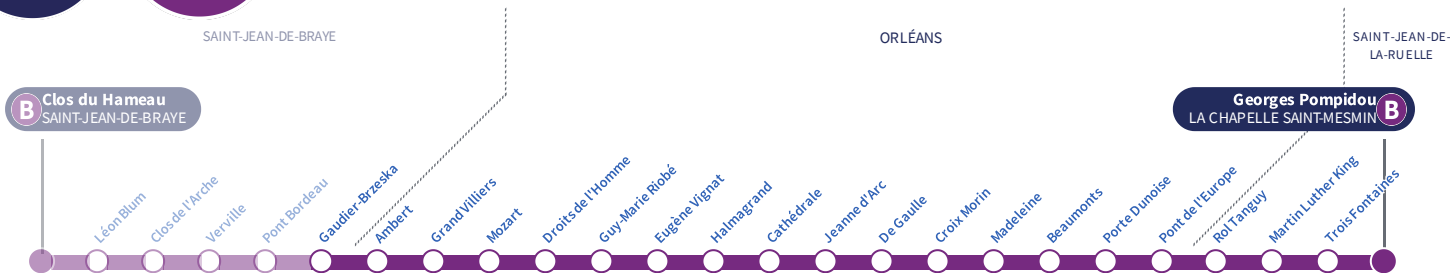 SAINT-JEAN-DE-BRAYE
ORLÉANS
SAINT-JEAN-DE-
LA-RUELLE
B
Clos du Hameau
SAINT-JEAN-DE-BRAYE
Georges Pompidou
LA CHAPELLE SAINT-MESMIN
B
Léon Blum
Clos de l'Arche
Verville
Pont Bordeau
Gaudier-Brzeska
Ambert
Grand Villiers
Mozart
Droits de l'Homme
Guy-Marie Riobé
Eugène Vignat
Halmagrand
Cathédrale
Jeanne d'Arc
De Gaulle
Croix Morin
Madeleine
Beaumonts
Porte Dunoise
Pont de l'Europe
Rol Tanguy
Martin Luther King
Trois Fontaines